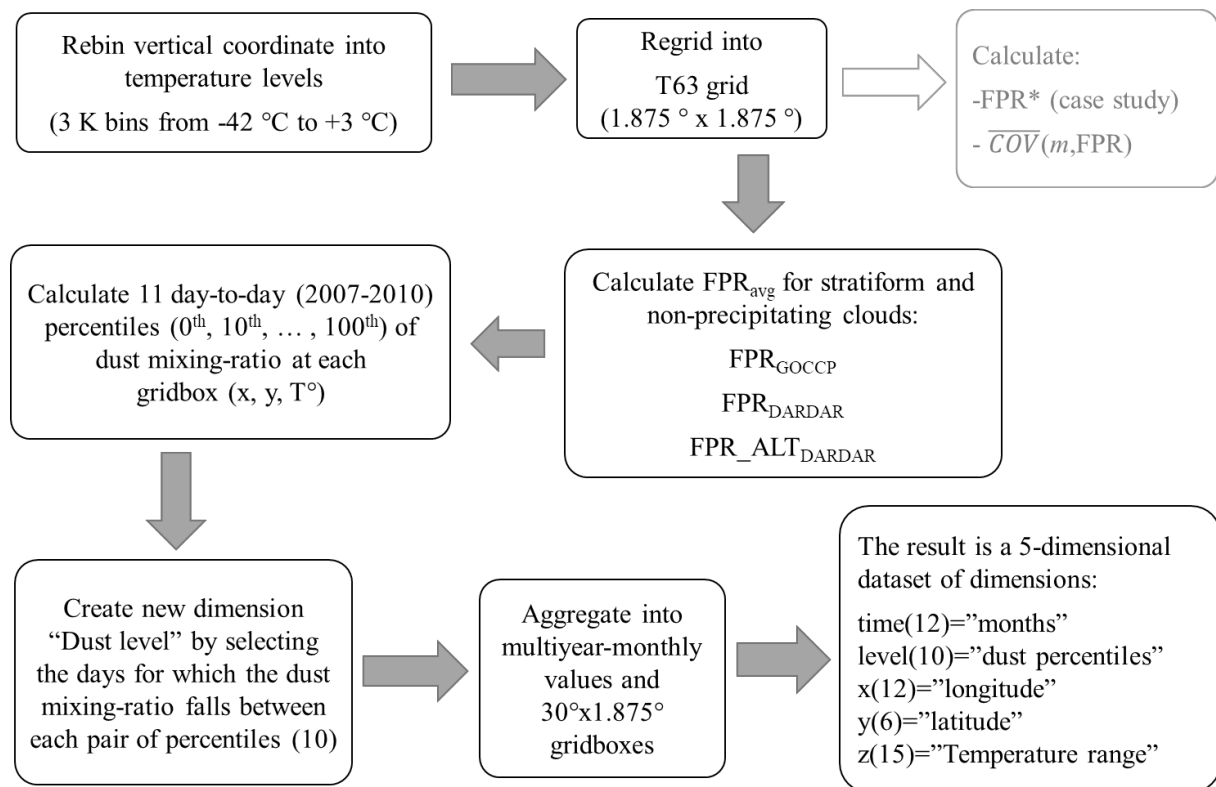 Rebin vertical coordinate into
temperature levels
(3 K bins from -42 °C to +3 °C)
Regrid into
T63 grid
(1.875 ° x 1.875 °)
Calculate:
-FPR* (case study)
- \overline{COV}(m,FPR)
Calculate FPR_avg for stratiform and
non-precipitating clouds:
FPR_GOCCP
FPR_DARDAR
FPR_ALT_DARDAR
Calculate 11 day-to-day (2007-2010)
percentiles (0th, 10th, … , 100th) of
dust mixing-ratio at each
gridbox (x, y, T°)
Create new dimension
“Dust level” by selecting
the days for which the dust
mixing-ratio falls between
each pair of percentiles (10)
Aggregate into
multiyear-monthly
values and
30°x1.875°
gridboxes
The result is a 5-dimensional
dataset of dimensions:
time(12)=”months”
level(10)=”dust percentiles”
x(12)=”longitude”
y(6)=”latitude”
z(15)=”Temperature range”